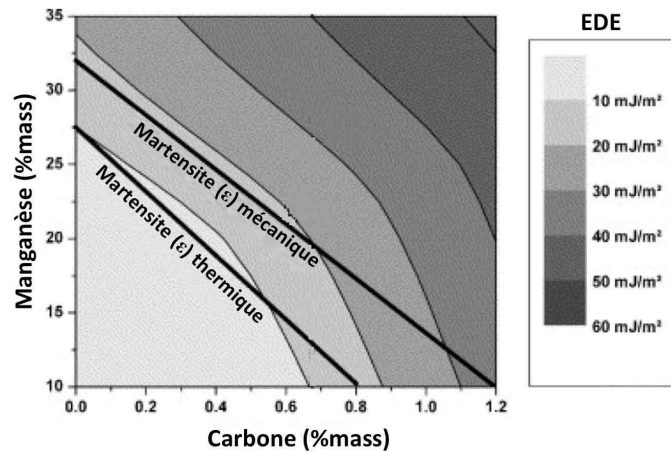 EDE
10 mJ/m²
20 mJ/m²
30 mJ/m²
40 mJ/m²
50 mJ/m²
60 mJ/m²
Manganèse (%mass)
35
30
25
20
15
10
Martensite (ε) mécanique
Martensite (ε) thermique
0.0 0.2 0.4 0.6 0.8 1.0 1.2
Carbone (%mass)